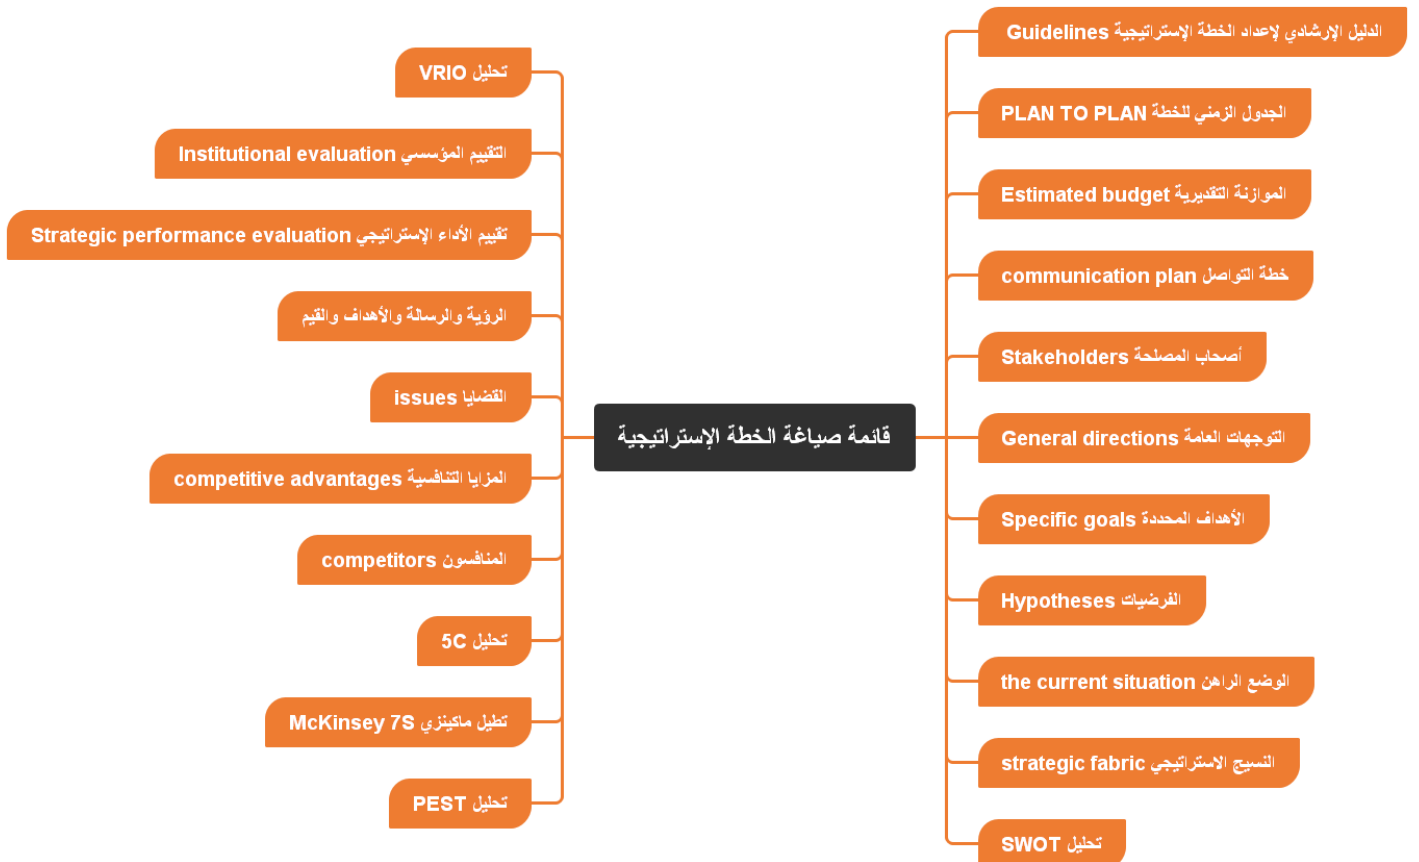 قائمة صياغة الخطة الإستراتيجية
الدليل الإرشادي لإعداد الخطة الإستراتيجية Guidelines
الجدول الزمني للخطة PLAN TO PLAN
الموازنة التقديرية Estimated budget
خطة التواصل communication plan
أصحاب المصلحة Stakeholders
التوجهات العامة General directions
الأهداف المحددة Specific goals
الفرضيات Hypotheses
الوضع الراهن the current situation
النسيج الاستراتيجي strategic fabric
تحليل SWOT
تحليل VRIO
التقييم المؤسسي Institutional evaluation
تقييم الأداء الإستراتيجي Strategic performance evaluation
الرؤية والرسالة والأهداف والقيم
القضايا issues
المزايا التنافسية competitive advantages
المنافسون competitors
تحليل 5C
تطيل ماكينزي McKinsey 7S
تحليل PEST